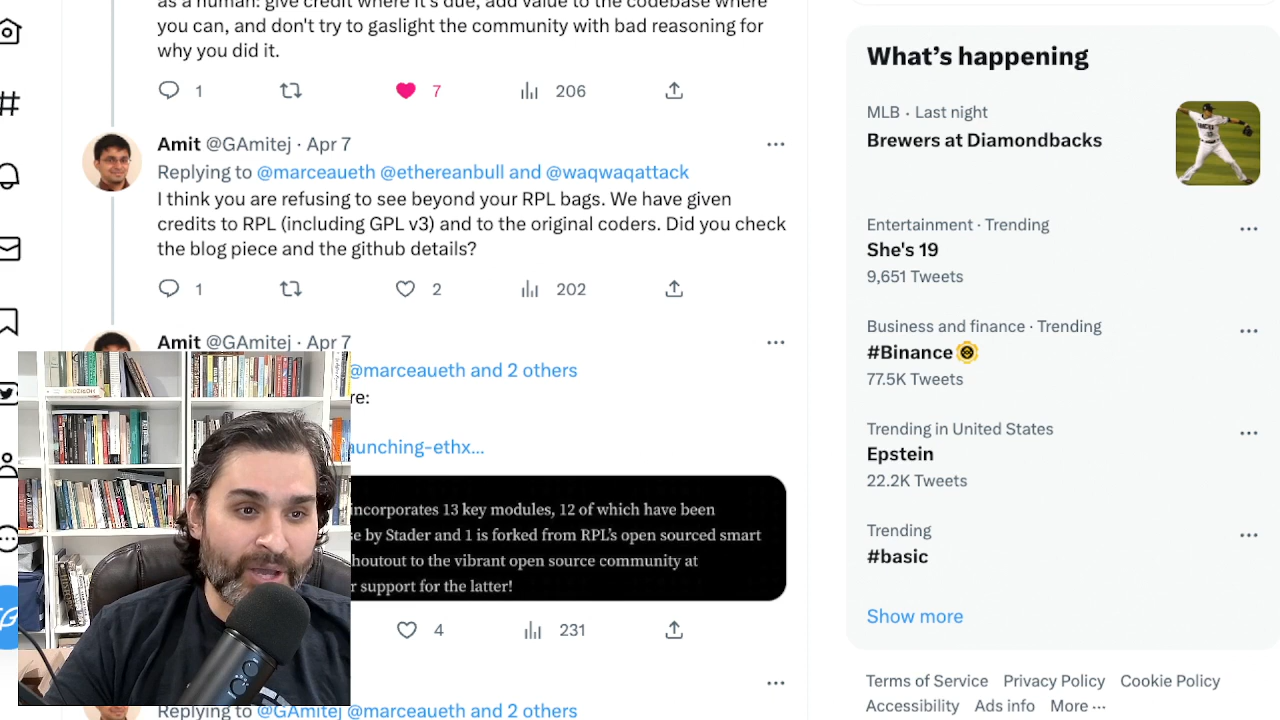 as a human: give credit where it's due, add value to the codebase where
you can, and don't try to gaslight the community with bad reasoning for
why you did it.
1 7 206
Amit @GAmitej · Apr 7
Replying to @marceaueth @ethereanbull and @waqwaqattack
I think you are refusing to see beyond your RPL bags. We have given
credits to RPL (including GPL v3) and to the original coders. Did you check
the blog piece and the github details?
1 2 202
Amit @GAmitej · Apr 7
@marceaueth and 2 others
re:
aunching-ethx...
incorporates 13 key modules, 12 of which have been
se by Stader and 1 is forked from RPL's open sourced smart
houtout to the vibrant open source community at
r support for the latter!
4 231
Replying to @GAmitej @marceaueth and 2 others
What's happening
MLB · Last night
Brewers at Diamondbacks
Entertainment · Trending
She's 19
9,651 Tweets
Business and finance · Trending
#Binance
77.5K Tweets
Trending in United States
Epstein
22.2K Tweets
Trending
#basic
Show more
Terms of Service Privacy Policy Cookie Policy
Accessibility Ads info More ···